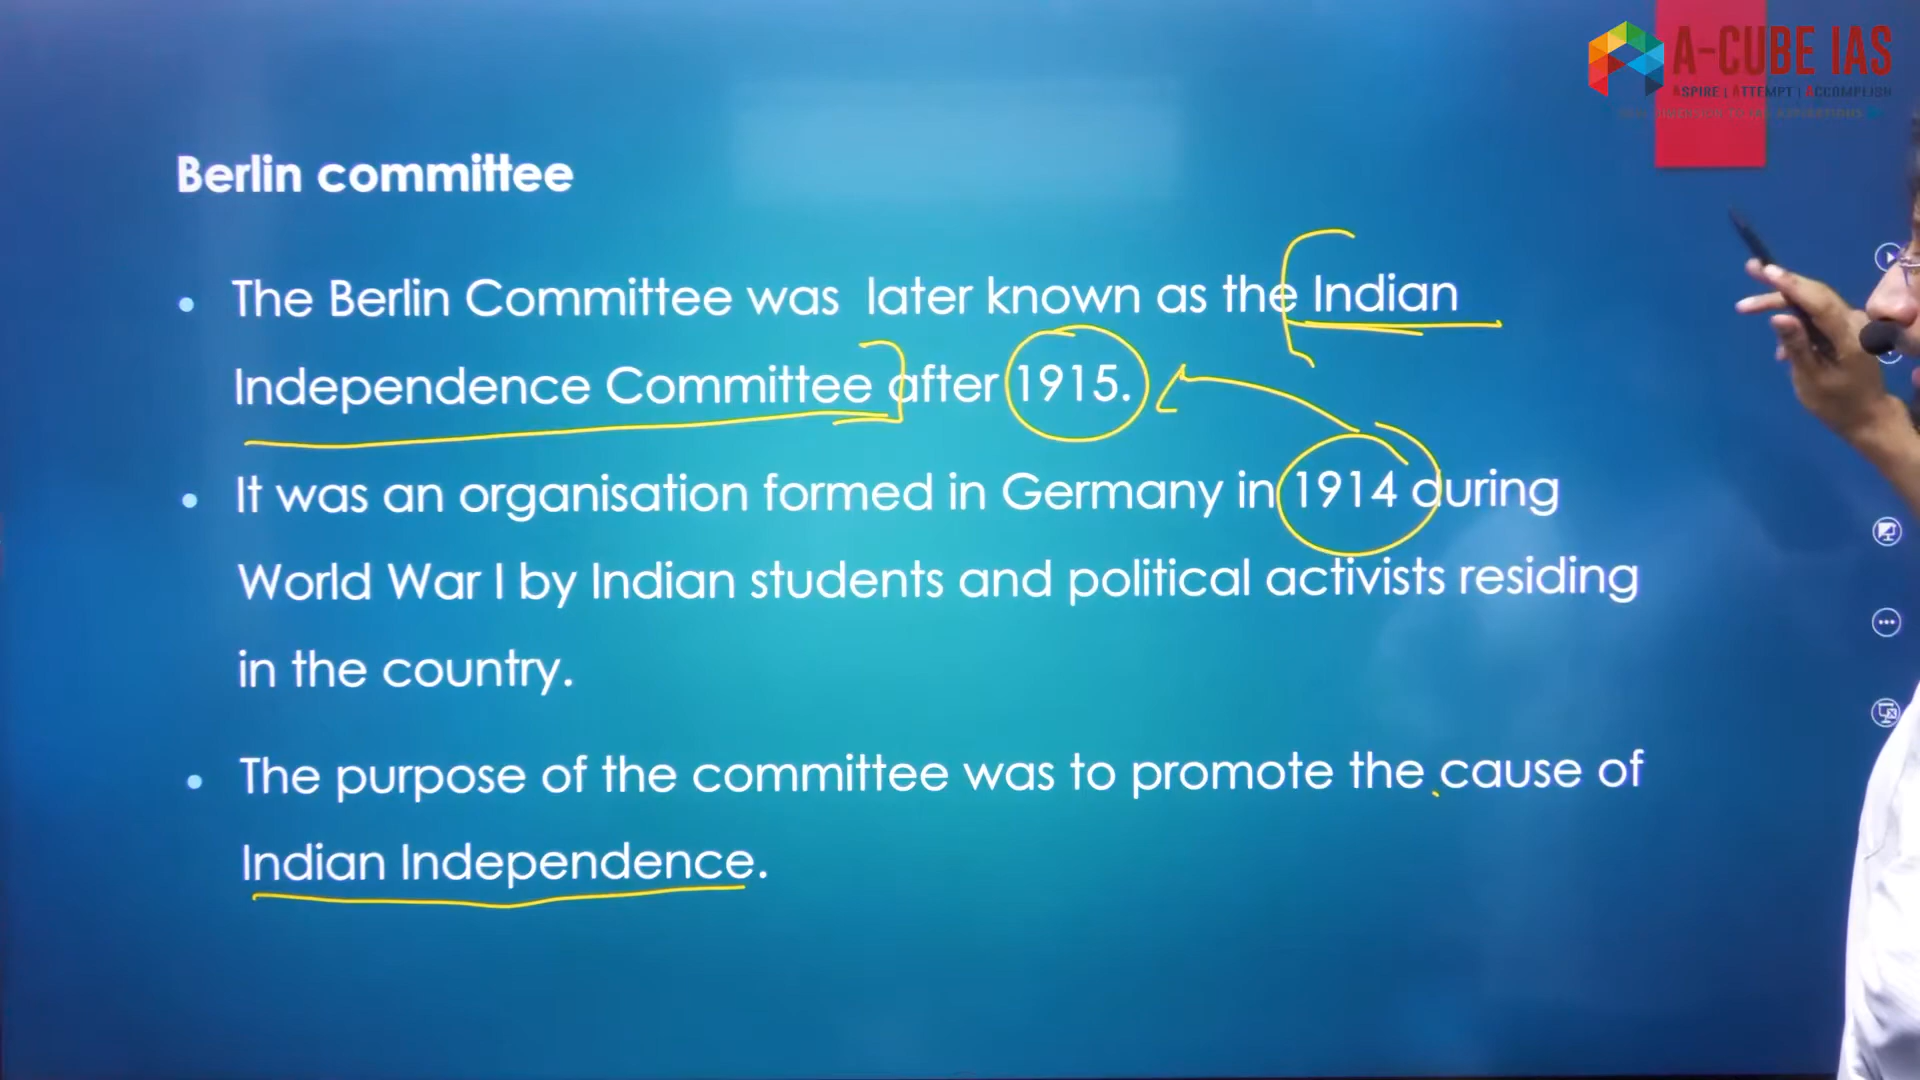 A-CUBE IAS
ASPIRE | ATTEMPT | ACCOMPLISH
Berlin committee
The Berlin Committee was later known as the Indian
Independence Committee after 1915.
It was an organisation formed in Germany in 1914 during
World War I by Indian students and political activists residing
in the country.
The purpose of the committee was to promote the cause of
Indian Independence.